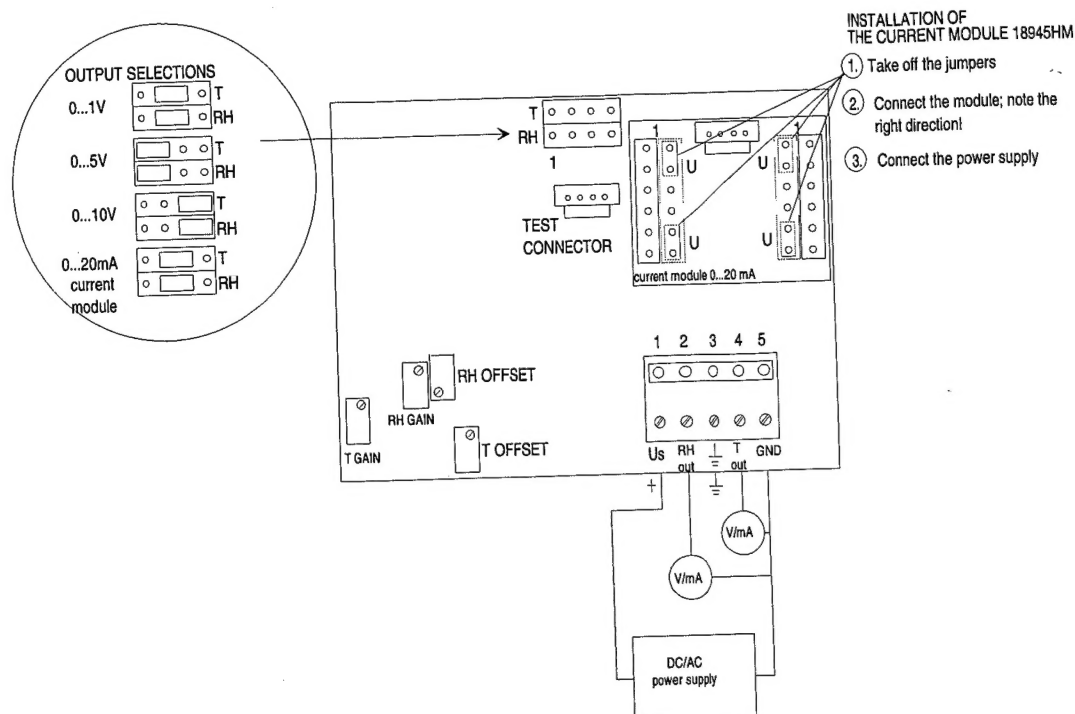 INSTALLATION OF
THE CURRENT MODULE 18945HM
1. Take off the jumpers
2. Connect the module; note the
right direction!
3. Connect the power supply
OUTPUT SELECTIONS
0...1V
T
RH
0...5V
T
RH
0...10V
T
RH
0...20mA
current
module
T
RH
T
RH
1
TEST
CONNECTOR
1
1
U
U
U
U
current module 0...20 mA
RH OFFSET
RH GAIN
T GAIN
T OFFSET
1 2 3 4 5
Us RH out T out GND
+
V/mA
V/mA
DC/AC
power supply